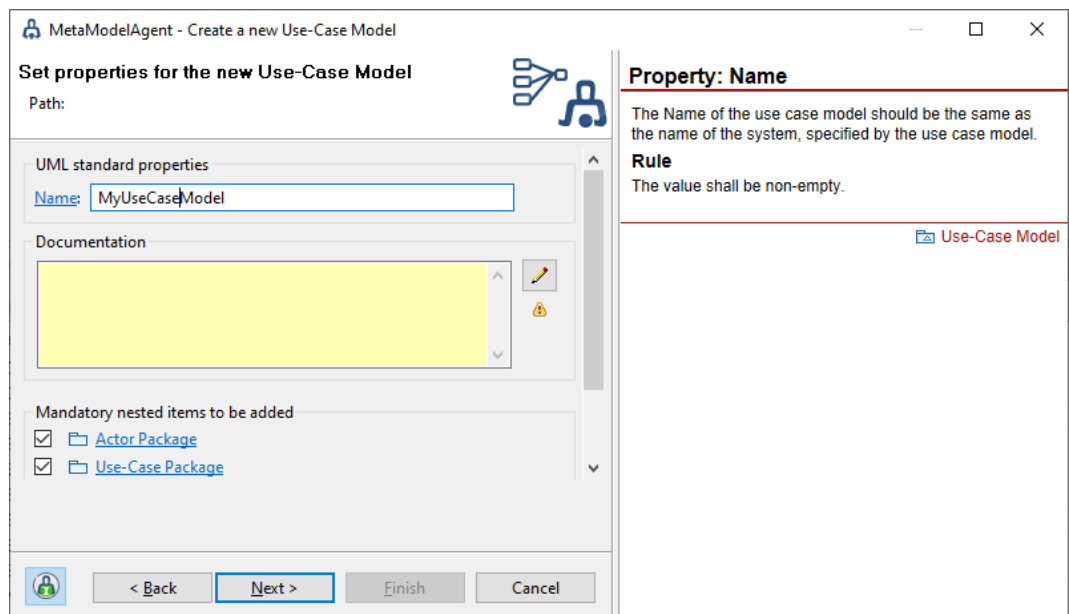 MetaModelAgent - Create a new Use-Case Model
Set properties for the new Use-Case Model
Path:
UML standard properties
Name: MyUseCaseModel
Documentation
Mandatory nested items to be added
Actor Package
Use-Case Package
< Back Next > Finish Cancel
Property: Name
The Name of the use case model should be the same as
the name of the system, specified by the use case model.
Rule
The value shall be non-empty.
Use-Case Model